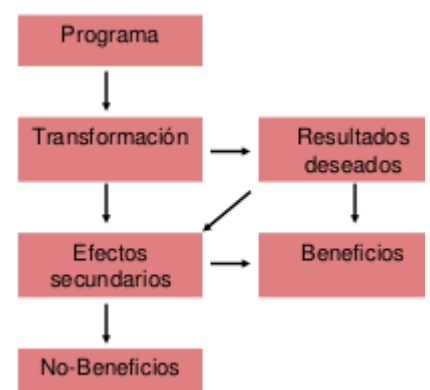 Programa
Transformación
Resultados
deseados
Efectos
secundarios
Beneficios
No-Beneficios